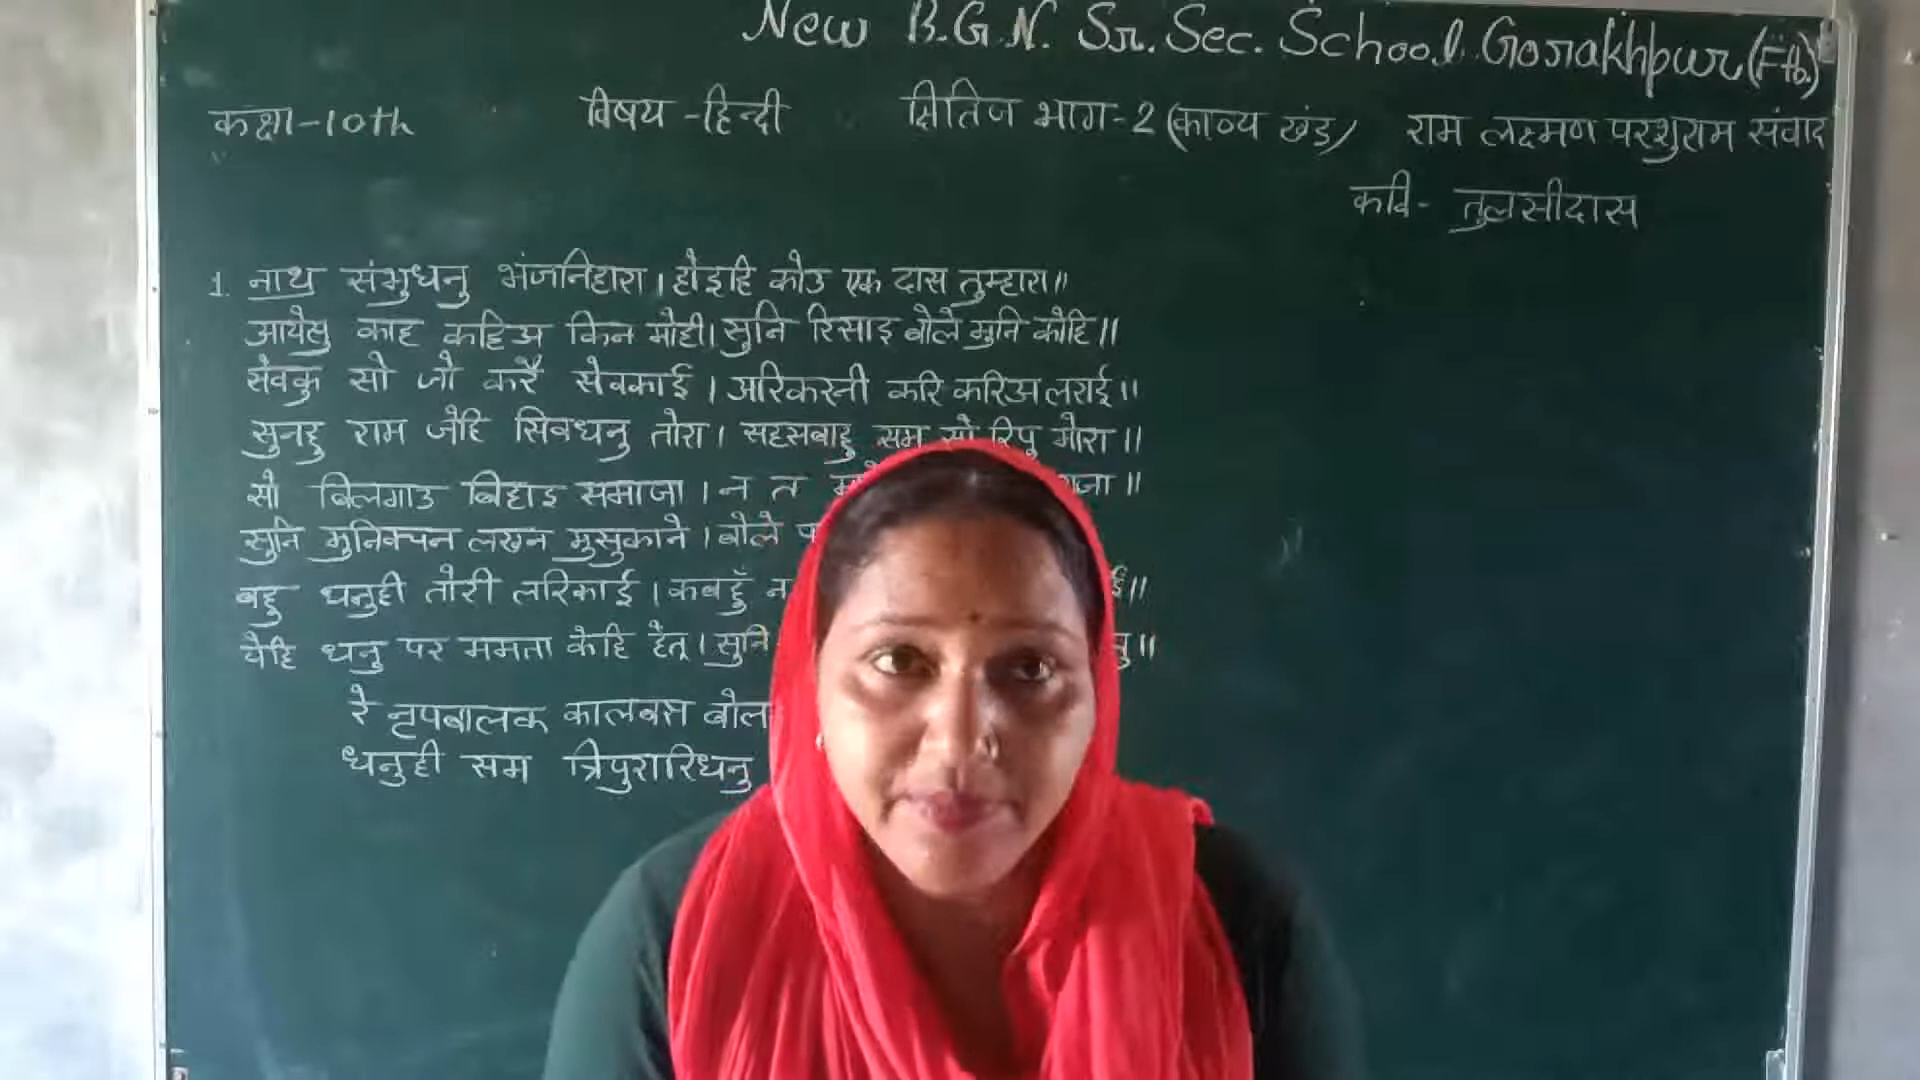 New B.G.N. Sr. Sec. School Gorakhpur (Ftb.)
कक्षा-10th विषय -हिन्दी क्षितिज भाग-2 (काव्य खंड) राम लक्ष्मण परशुराम संवाद
कवि- तुलसीदास
1. नाथ संभुधनु भंजनिहारा। होइहि कोउ एक दास तुम्हारा॥
आयेसु काह कहिअ किन मोही। सुनि रिसाइ बोले मुनि कोहि॥
सेवकु सो जो करै सेवकाई। अरिकरनी करि करिअ लराई॥
सुनहु राम जेहि सिवधनु तोरा। सहसबाहु सम सो रिपु मोरा॥
सो बिलगाउ बिहाइ समाजा। न त
सुनि मुनिवचन लखन मुसुकाने। बोले
बहु धनुही तोरी लरिकाई। कबहुँ न
येहि धनु पर ममता केहि हेतू। सुनि
रे नृपबालक कालबस बोल
धनुही सम त्रिपुरारिधनु